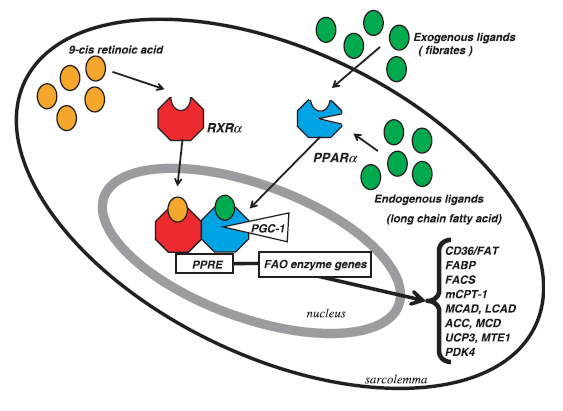 9-cis retinoic acid
Exogenous ligands
( fibrates )
RXRα
PPARα
Endogenous ligands
(long chain fatty acid)
PGC-1
PPRE
FAO enzyme genes
CD36/FAT
FABP
FACS
mCPT-1
MCAD, LCAD
ACC, MCD
UCP3, MTE1
PDK4
nucleus
sarcolemma